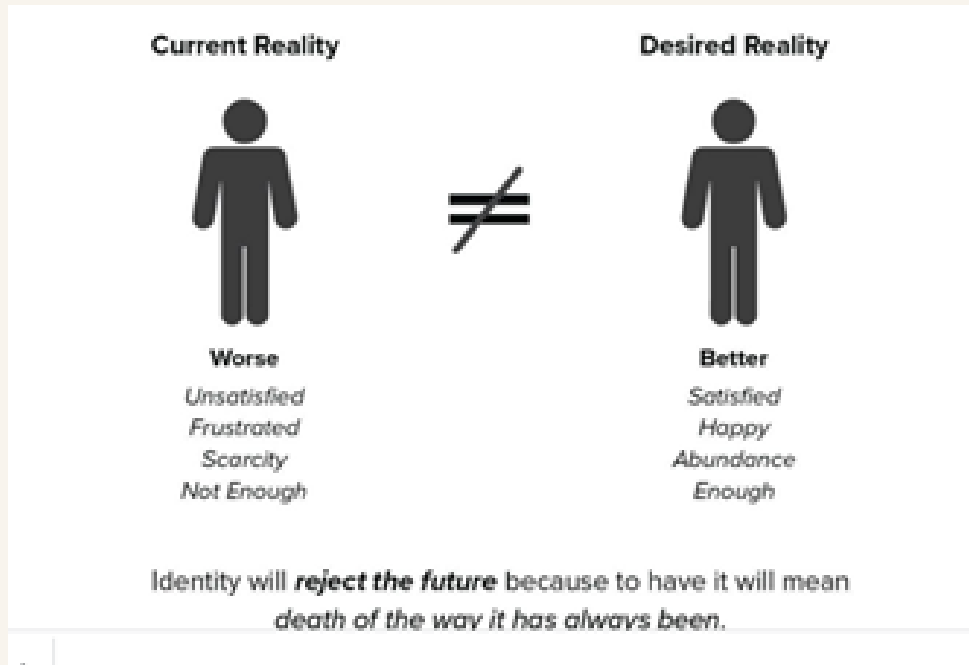 Current Reality
Desired Reality
≠
Worse
Unsatisfied
Frustrated
Scarcity
Not Enough
Better
Satisfied
Happy
Abundance
Enough
Identity will reject the future because to have it will mean
death of the way it has always been.